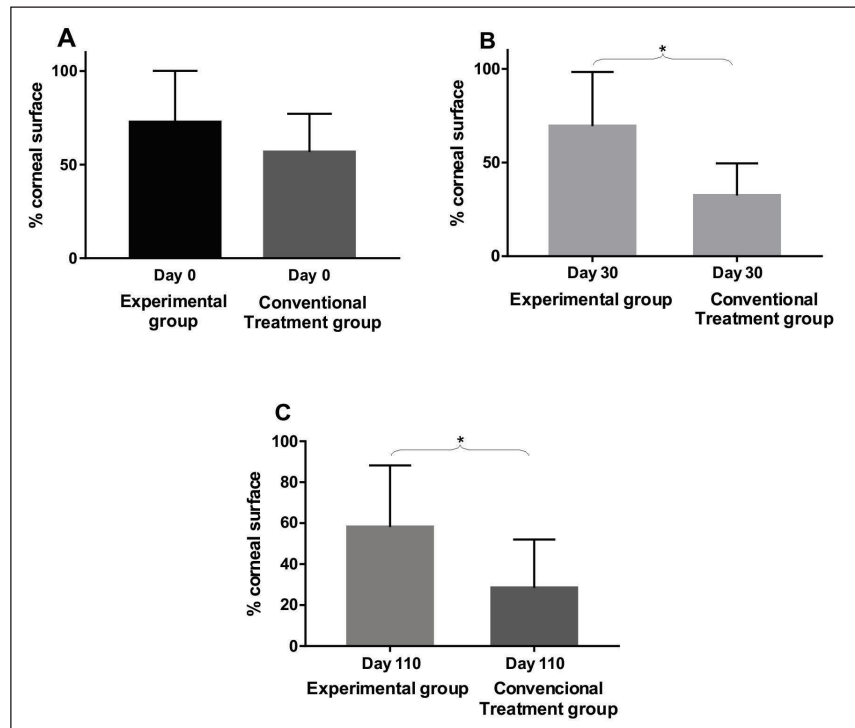 A
% corneal surface
100
50
0
Day 0
Day 0
Experimental
group
Conventional
Treatment group
B
*
% corneal surface
100
50
0
Day 30
Day 30
Experimental group
Conventional
Treatment group
C
*
% corneal surface
100
80
60
40
20
0
Day 110
Day 110
Experimental group
Convencional
Treatment group